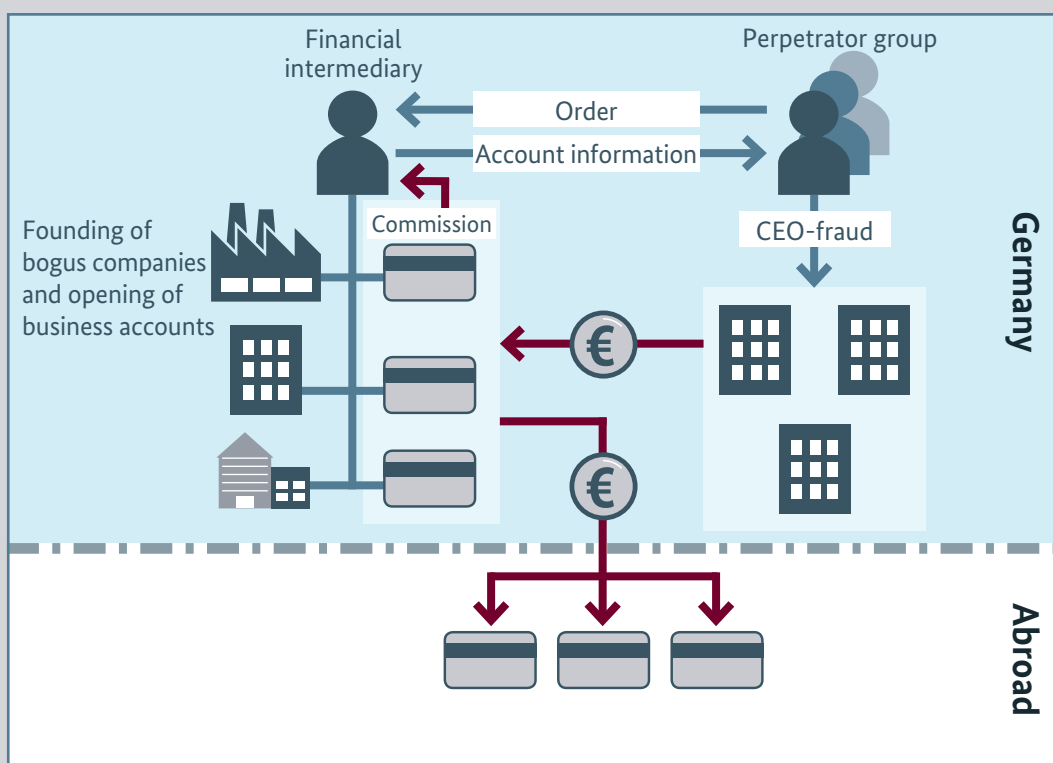 Financial
intermediary
Perpetrator group
Order
Account information
Commission
CEO-fraud
Founding of
bogus companies
and opening of
business accounts
€
€
Germany
Abroad